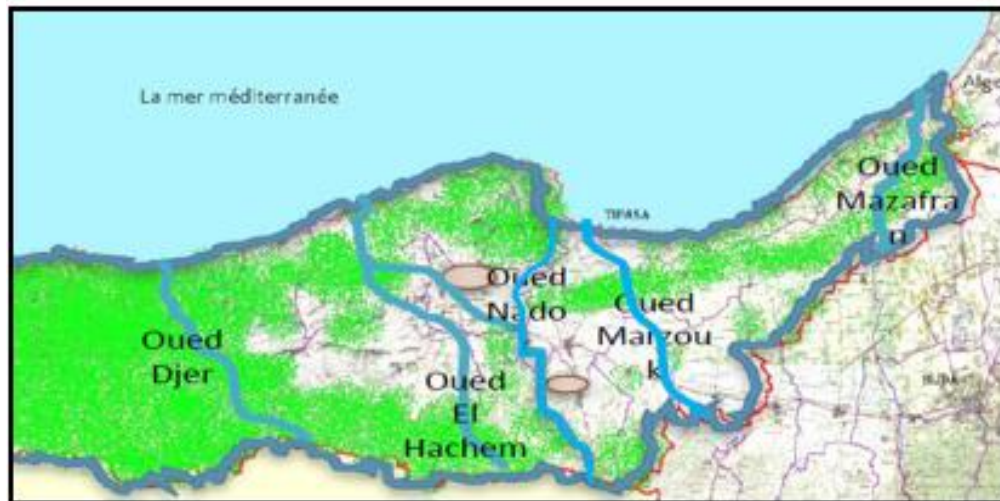 La mer méditerranée
Oued
Mazafra
n
TIPASA
Oued
Nado
Oued
Marzou
k
Oued
Djer
Oued
El
Hachem